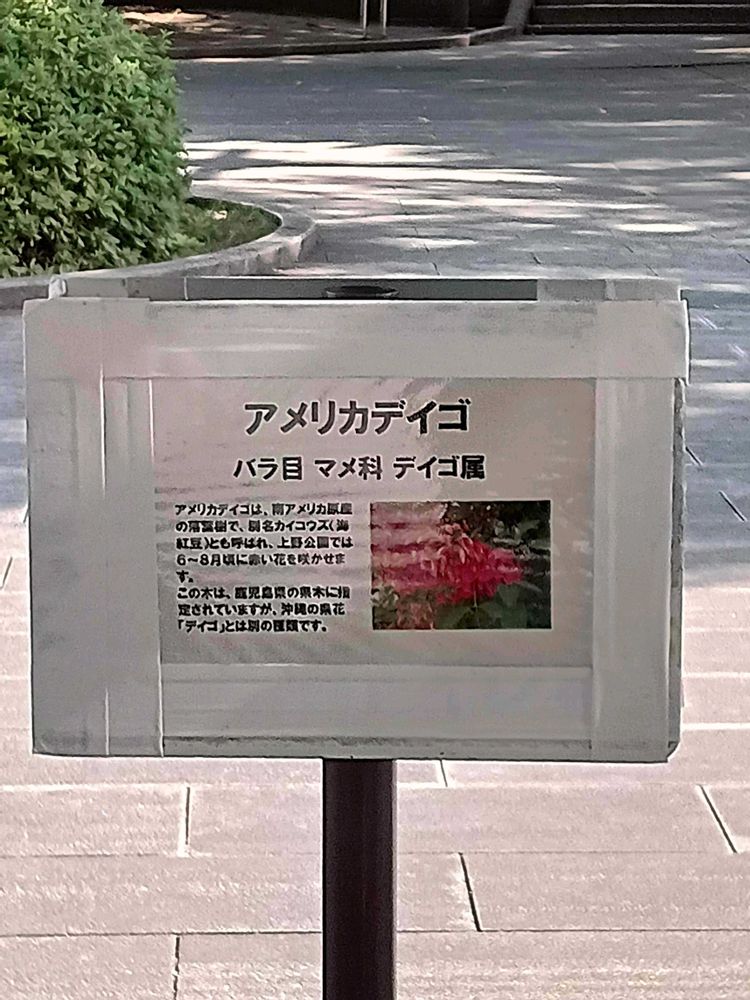 アメリカデイゴ
バラ目 マメ科 デイゴ属
アメリカデイゴは、南アメリカ原産
の落葉樹で、別名カイコウズ(海
紅豆)とも呼ばれ、上野公園では
6～8月頃に赤い花を咲かせま
す。
この木は、鹿児島県の県木に指
定されていますが、沖縄の県花
「デイゴ」とは別の種類です。